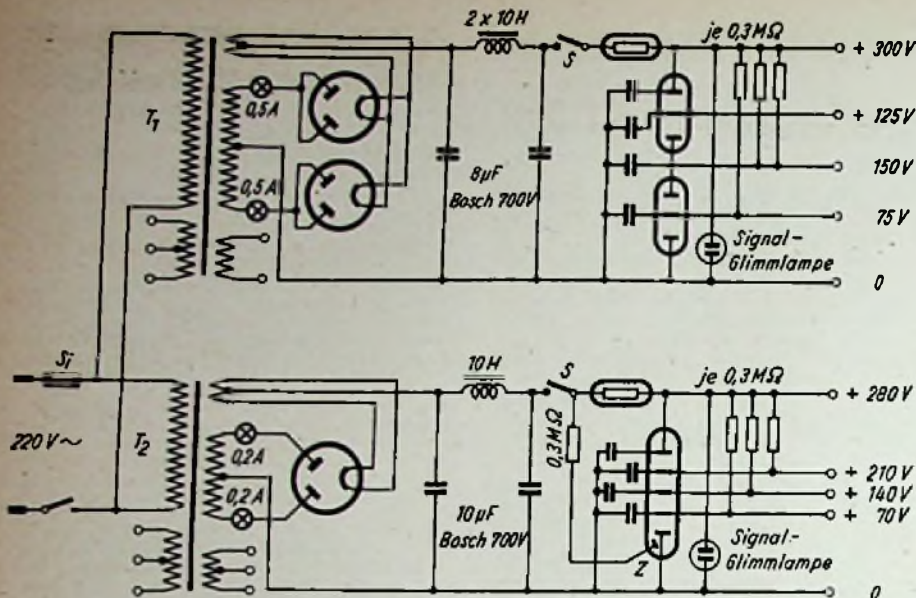 2 x 10H
je 0,3MΩ
+ 300V
T1
0,5A
0,5A
S
8µF
Bosch 700V
+ 125V
150V
75V
Signal-
Glimmlampe
0
Si
220V~
T2
0,2A
0,2A
10H
S
0,3MΩ
je 0,3MΩ
+ 280V
10µF
Bosch 700V
Z
+ 210V
+ 140V
+ 70V
Signal-
Glimmlampe
0